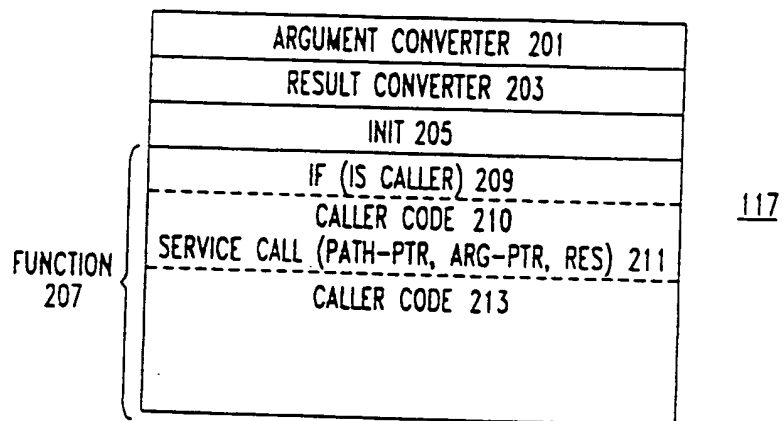 ARGUMENT CONVERTER 201
RESULT CONVERTER 203
INIT 205
IF (IS CALLER) 209
CALLER CODE 210
SERVICE CALL (PATH-PTR, ARG-PTR, RES) 211
CALLER CODE 213
FUNCTION
207
117